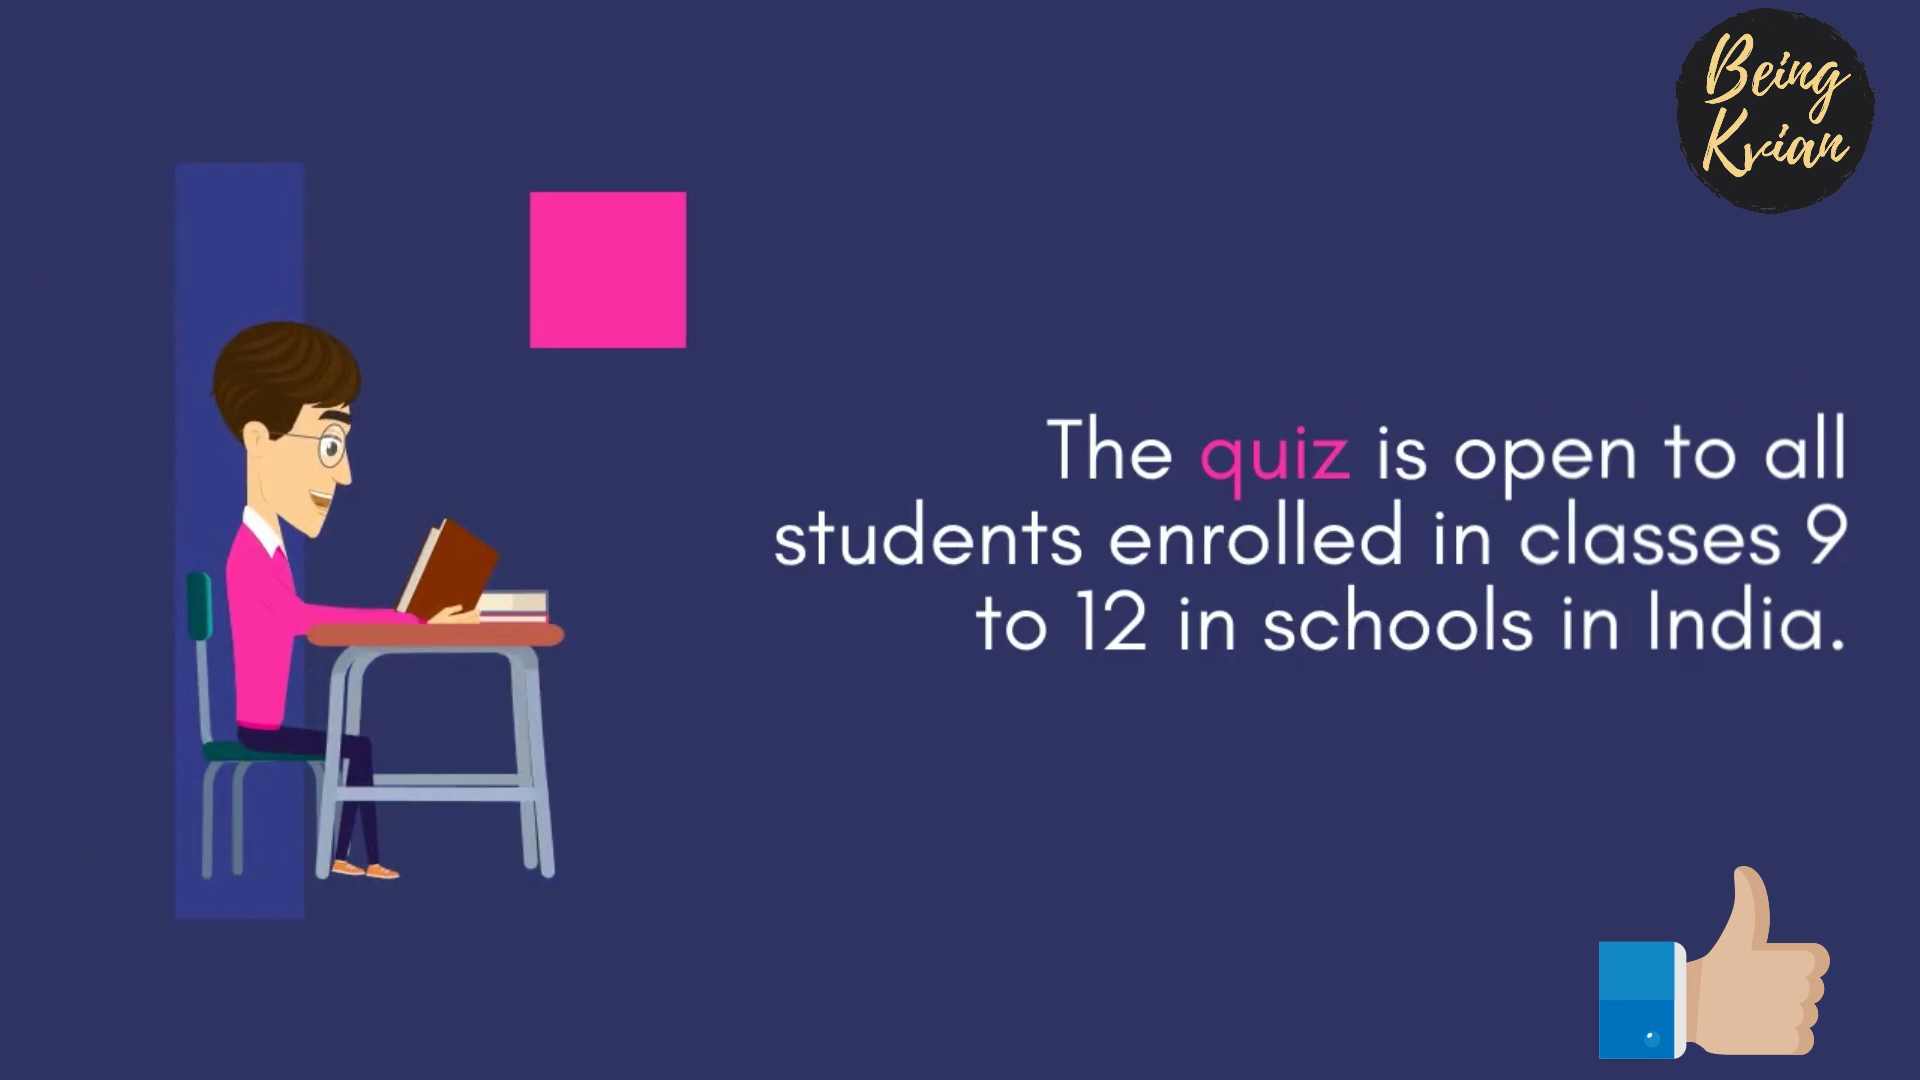 Being
Kvian
The quiz is open to all
students enrolled in classes 9
to 12 in schools in India.